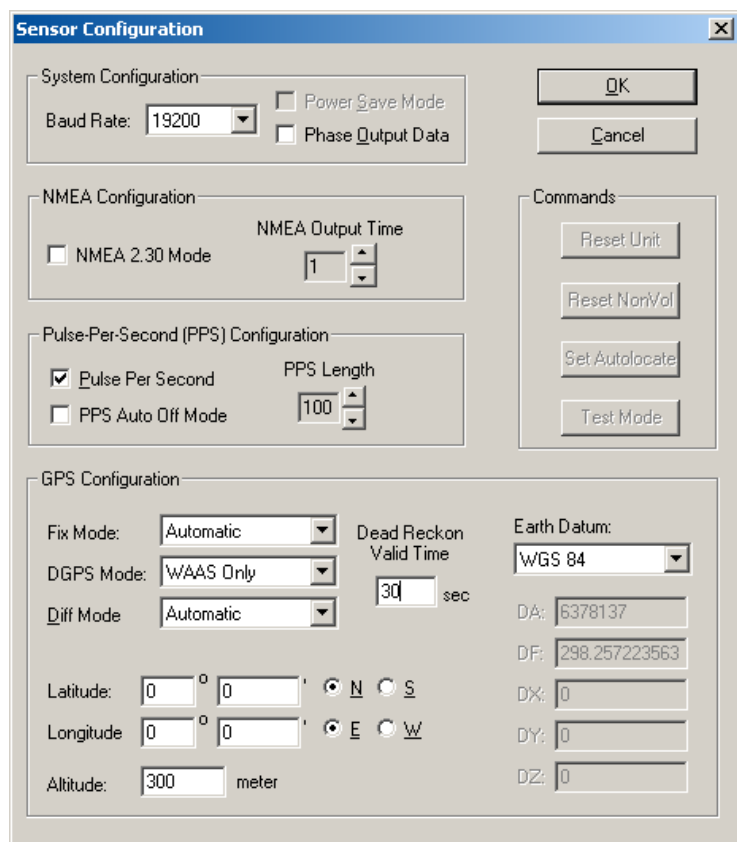 Sensor Configuration
System Configuration
Baud Rate: 19200
Power Save Mode
Phase Output Data
OK
Cancel
NMEA Configuration
NMEA 2.30 Mode
NMEA Output Time
1
Commands
Reset Unit
Reset NonVol
Set Autolocate
Test Mode
Pulse-Per-Second (PPS) Configuration
Pulse Per Second
PPS Auto Off Mode
PPS Length
100
GPS Configuration
Fix Mode: Automatic
DGPS Mode: WAAS Only
Diff Mode Automatic
Dead Reckon
Valid Time
30 sec
Earth Datum:
WGS 84
DA: 6378137
DF: 298.257223563
DX: 0
DY: 0
DZ: 0
Latitude: 0 ° 0 ' N S
Longitude 0 ° 0 ' E W
Altitude: 300 meter